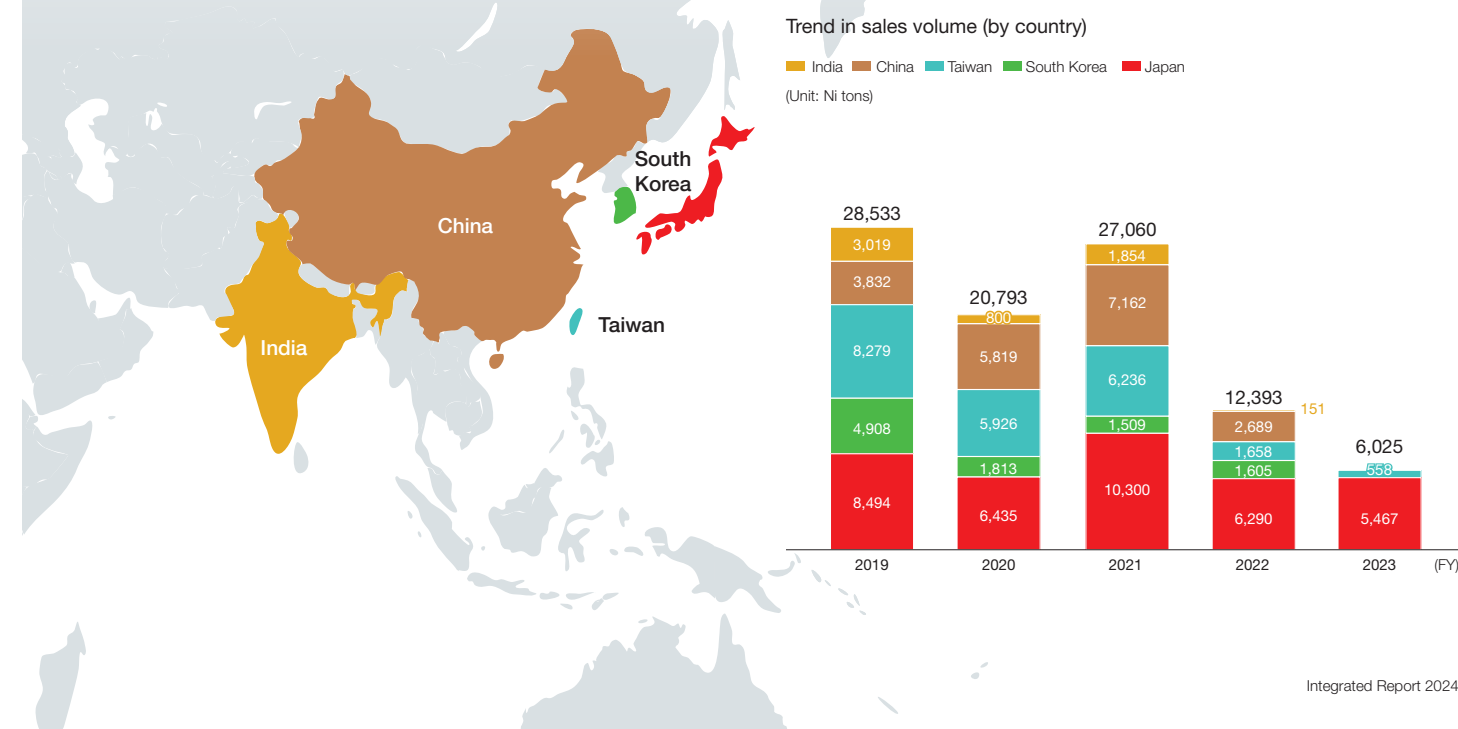 Trend in sales volume (by country)
India China Taiwan South Korea Japan
(Unit: Ni tons)
South
Korea
China
Taiwan
India
28,533
3,019
3,832
8,279
4,908
8,494
20,793
800
5,819
5,926
1,813
6,435
27,060
1,854
7,162
6,236
1,509
10,300
12,393
151
2,689
1,658
1,605
6,290
6,025
558
5,467
2019 2020 2021 2022 2023 (FY)
Integrated Report 2024